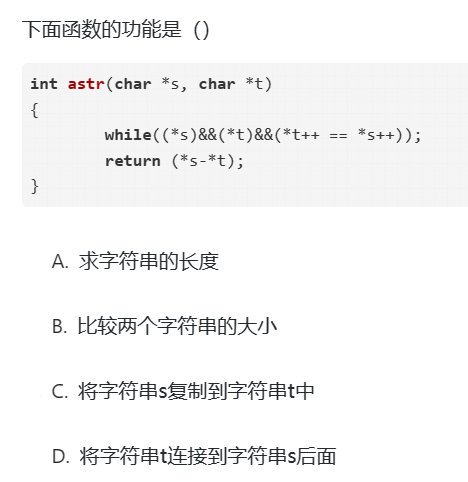 下面函数的功能是（）
int astr(char *s, char *t)
{
while((*s)&&(*t)&&(*t++ == *s++));
return (*s-*t);
}
A. 求字符串的长度
B. 比较两个字符串的大小
C. 将字符串s复制到字符串t中
D. 将字符串t连接到字符串s后面